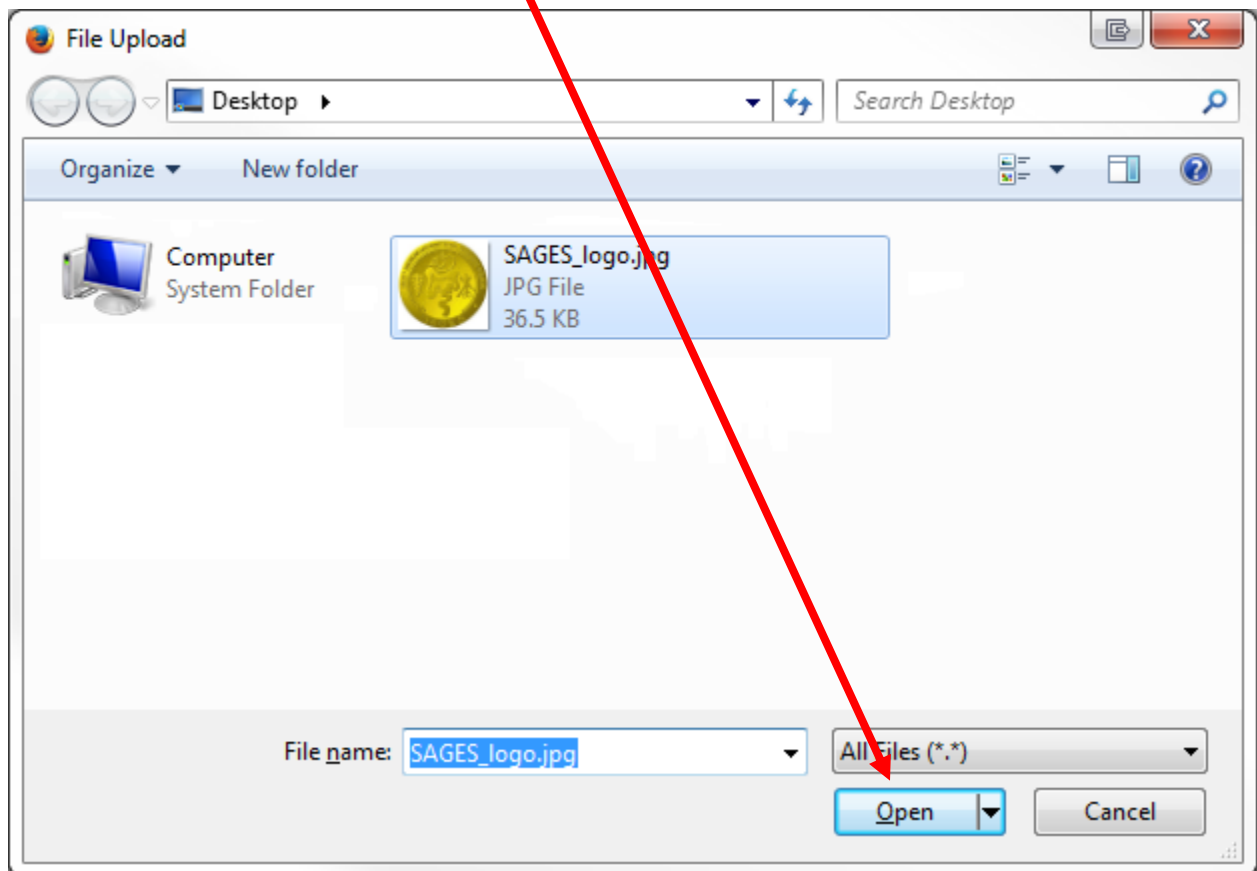 File Upload
Desktop
Search Desktop
Organize
New folder
Computer
System Folder
SAGES_logo.jpg
JPG File
36.5 KB
File name: SAGES_logo.jpg
All Files (*.*)
Open
Cancel